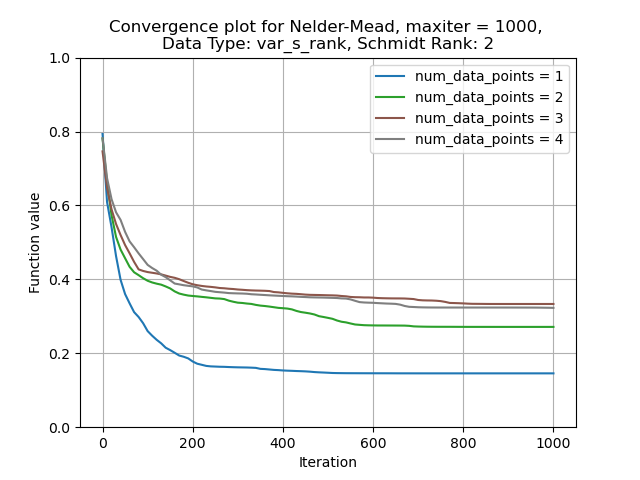 Convergence plot for Nelder-Mead, maxiter = 1000,
Data Type: var_s_rank, Schmidt Rank: 2
1.0
0.8
0.6
0.4
0.2
0.0
Function value
num_data_points = 1
num_data_points = 2
num_data_points = 3
num_data_points = 4
0 200 400 600 800 1000
Iteration